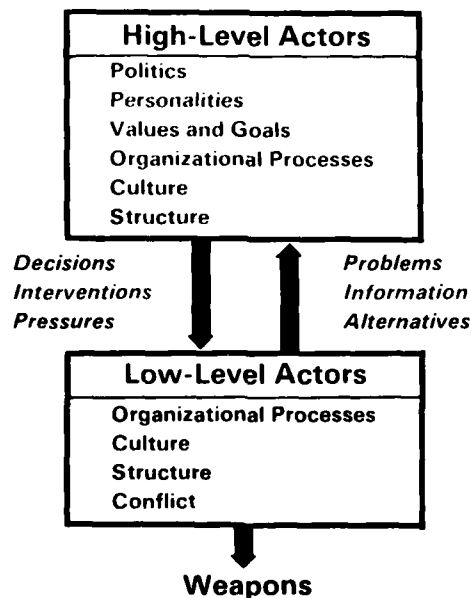 High-Level Actors
Politics
Personalities
Values and Goals
Organizational Processes
Culture
Structure
Decisions
Interventions
Pressures
Problems
Information
Alternatives
Low-Level Actors
Organizational Processes
Culture
Structure
Conflict
Weapons